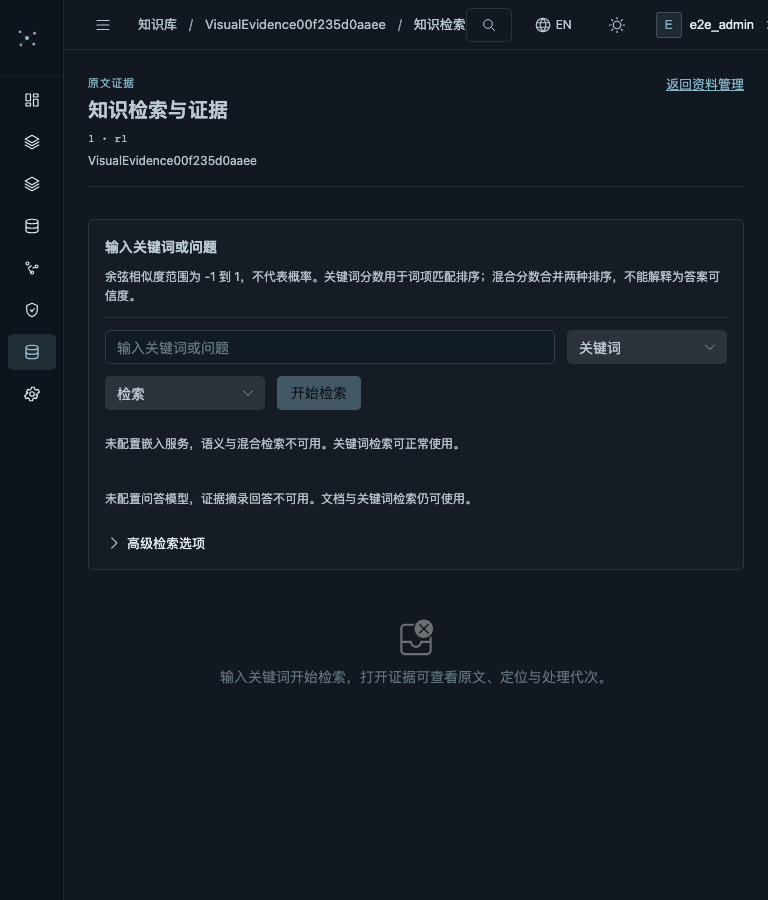 知识库 / VisualEvidence00f235d0aaee / 知识检索
EN
E e2e_admin
原文证据
返回资料管理
知识检索与证据
1 · r1
VisualEvidence00f235d0aaee
输入关键词或问题
余弦相似度范围为 -1 到 1，不代表概率。关键词分数用于词项匹配排序；混合分数合并两种排序，不能解释为答案可
信度。
输入关键词或问题
关键词
检索
开始检索
未配置嵌入服务，语义与混合检索不可用。关键词检索可正常使用。
未配置问答模型，证据摘录回答不可用。文档与关键词检索仍可使用。
高级检索选项
输入关键词开始检索，打开证据可查看原文、定位与处理代次。